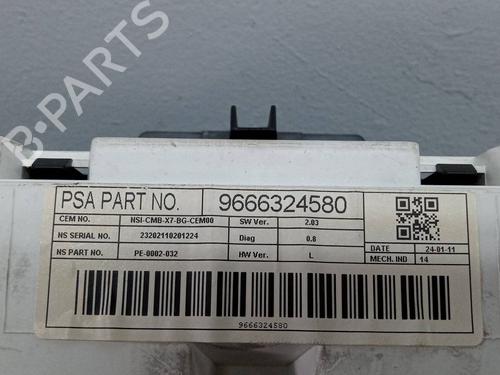 B-PARTS
PSA PART NO. 9666324580
CEM NO. NSI-CMB-X7-BG-CEM00 SW Ver. 2.03
NS SERIAL NO. 23202110201224 Diag 0.8
DATE 24-01-11
NS PART NO. PE-0002-032 HW Ver. L
MECH. IND 14
9666324580